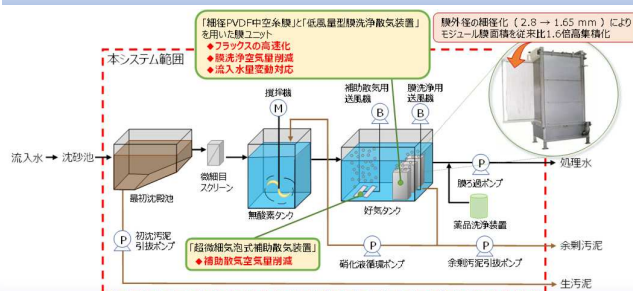 「細径PVDF中空糸膜」と「低風量型膜洗浄散気装置」
を用いた膜ユニット
◆フラックスの高速化
◆膜洗浄空気量削減
◆流入水量変動対応
膜外径の細径化（2.8 → 1.65 mm）により
モジュール膜面積を従来比1.6倍高集積化
本システム範囲
撹拌機
M
補助散気用
送風機
B
膜洗浄用
送風機
B
流入水
沈砂池
微細目
スクリーン
P
処理水
膜ろ過ポンプ
最初沈殿池
無酸素タンク
好気タンク
薬品洗浄装置
P
初沈汚泥
引抜ポンプ
「超微細気泡式補助散気装置」
◆補助散気空気量削減
P
硝化液循環ポンプ
P
余剰汚泥引抜ポンプ
余剰汚泥
生汚泥